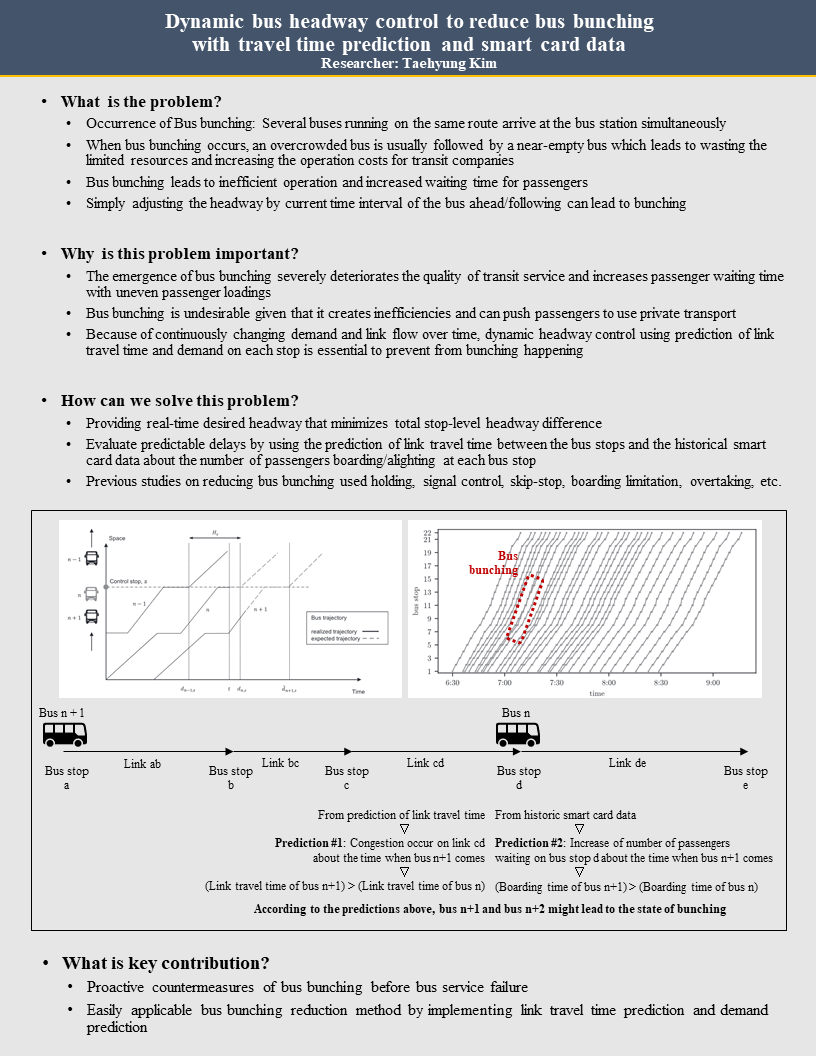 Dynamic bus headway control to reduce bus bunching
with travel time prediction and smart card data
Researcher: Taehyung Kim
• What is the problem?
• Occurrence of Bus bunching: Several buses running on the same route arrive at the bus station simultaneously
• When bus bunching occurs, an overcrowded bus is usually followed by a near-empty bus which leads to wasting the
limited resources and increasing the operation costs for transit companies
• Bus bunching leads to inefficient operation and increased waiting time for passengers
• Simply adjusting the headway by current time interval of the bus ahead/following can lead to bunching
• Why is this problem important?
• The emergence of bus bunching severely deteriorates the quality of transit service and increases passenger waiting time
with uneven passenger loadings
• Bus bunching is undesirable given that it creates inefficiencies and can push passengers to use private transport
• Because of continuously changing demand and link flow over time, dynamic headway control using prediction of link
travel time and demand on each stop is essential to prevent from bunching happening
• How can we solve this problem?
• Providing real-time desired headway that minimizes total stop-level headway difference
• Evaluate predictable delays by using the prediction of link travel time between the bus stops and the historical smart
card data about the number of passengers boarding/alighting at each bus stop
• Previous studies on reducing bus bunching used holding, signal control, skip-stop, boarding limitation, overtaking, etc.
Space
n − 1
Control stop, s
n
n + 1
n − 1
n
n + 1
Bus trajectory
realized trajectory
expected trajectory
t
Time
Bus
bunching
bus stop
22
21
19
17
15
13
11
9
7
5
3
1
6:30 7:00 7:30 8:00 8:30 9:00
time
Bus n + 1
Bus n
Link ab
Link bc
Link cd
Link de
Bus stop
a
Bus stop
b
Bus stop
c
Bus stop
d
Bus stop
e
From prediction of link travel time
Prediction #1: Congestion occur on link cd
about the time when bus n+1 comes
(Link travel time of bus n+1) > (Link travel time of bus n)
From historic smart card data
Prediction #2: Increase of number of passengers
waiting on bus stop d about the time when bus n+1 comes
(Boarding time of bus n+1) > (Boarding time of bus n)
According to the predictions above, bus n+1 and bus n+2 might lead to the state of bunching
• What is key contribution?
• Proactive countermeasures of bus bunching before bus service failure
• Easily applicable bus bunching reduction method by implementing link travel time prediction and demand
prediction